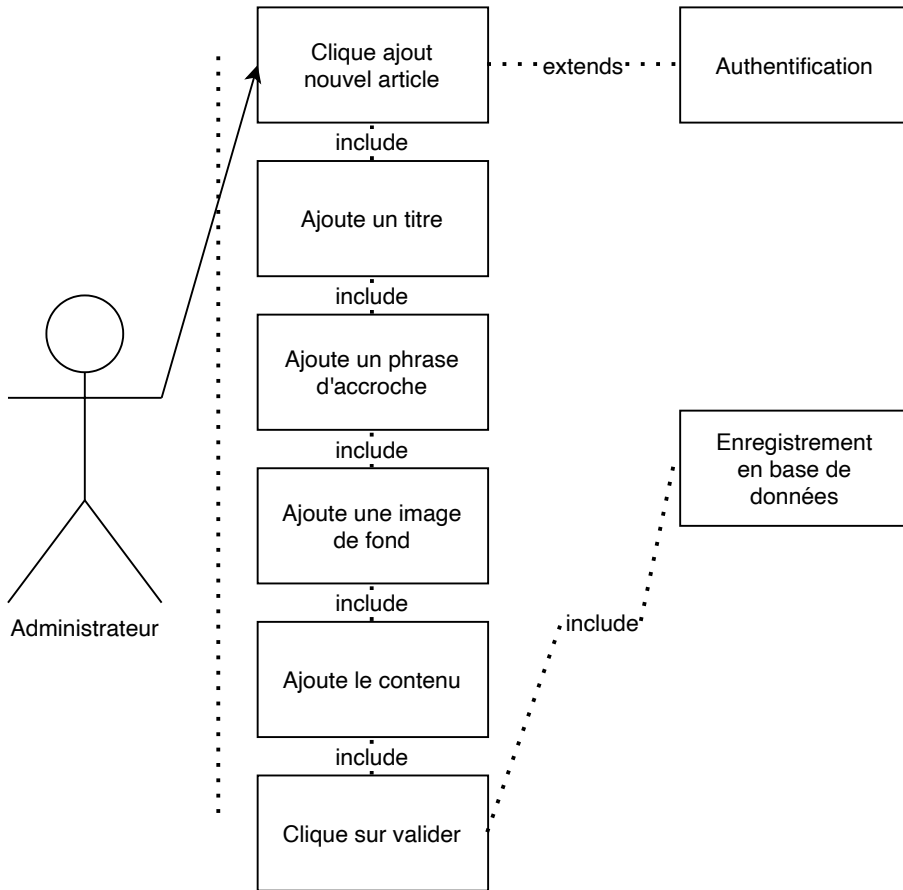 Clique ajout
nouvel article
extends
Authentification
include
Ajoute un titre
include
Ajoute un phrase
d'accroche
include
Ajoute une image
de fond
include
Ajoute le contenu
include
Clique sur valider
include
Enregistrement
en base de
données
Administrateur